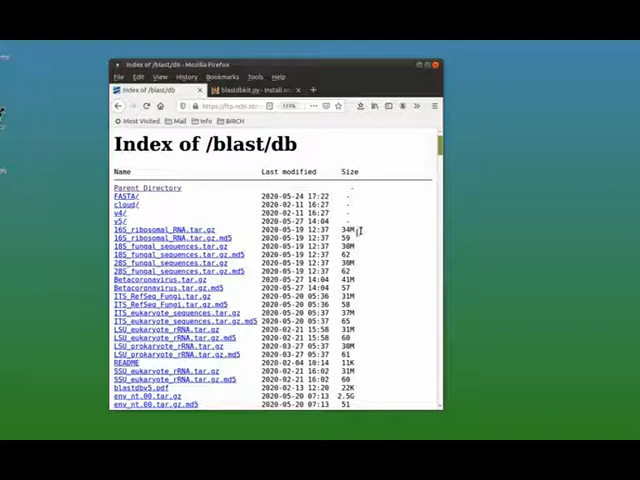 Index of /blast/db - Mozilla Firefox
File Edit View History Bookmarks Tools Help
Index of /blast/db × blastdbkit.py - Install an × +
https://ftp.ncbi.nlm 133%
Most Visited Mail Info BIRCH
Index of /blast/db
Name Last modified Size
Parent Directory -
FASTA/ 2020-05-24 17:22 -
cloud/ 2020-02-11 16:27 -
v4/ 2020-02-11 16:27 -
v5/ 2020-05-27 14:04 -
16S_ribosomal_RNA.tar.gz 2020-05-19 12:37 34M
16S_ribosomal_RNA.tar.gz.md5 2020-05-19 12:37 59
18S_fungal_sequences.tar.gz 2020-05-19 12:37 30M
18S_fungal_sequences.tar.gz.md5 2020-05-19 12:37 62
28S_fungal_sequences.tar.gz 2020-05-19 12:37 30M
28S_fungal_sequences.tar.gz.md5 2020-05-19 12:37 62
Betacoronavirus.tar.gz 2020-05-27 14:04 41M
Betacoronavirus.tar.gz.md5 2020-05-27 14:04 57
ITS_RefSeq_Fungi.tar.gz 2020-05-20 05:36 31M
ITS_RefSeq_Fungi.tar.gz.md5 2020-05-20 05:36 58
ITS_eukaryote_sequences.tar.gz 2020-05-20 05:37 37M
ITS_eukaryote_sequences.tar.gz.md5 2020-05-20 05:37 65
LSU_eukaryote_rRNA.tar.gz 2020-02-21 15:58 31M
LSU_eukaryote_rRNA.tar.gz.md5 2020-02-21 15:58 60
LSU_prokaryote_rRNA.tar.gz 2020-03-27 05:37 30M
LSU_prokaryote_rRNA.tar.gz.md5 2020-03-27 05:37 61
README 2020-02-04 10:14 11K
SSU_eukaryote_rRNA.tar.gz 2020-02-21 16:02 31M
SSU_eukaryote_rRNA.tar.gz.md5 2020-02-21 16:02 60
blastdbv5.pdf 2020-02-13 12:20 22K
env_nt.00.tar.gz 2020-05-20 07:13 2.5G
env_nt.00.tar.gz.md5 2020-05-20 07:13 51